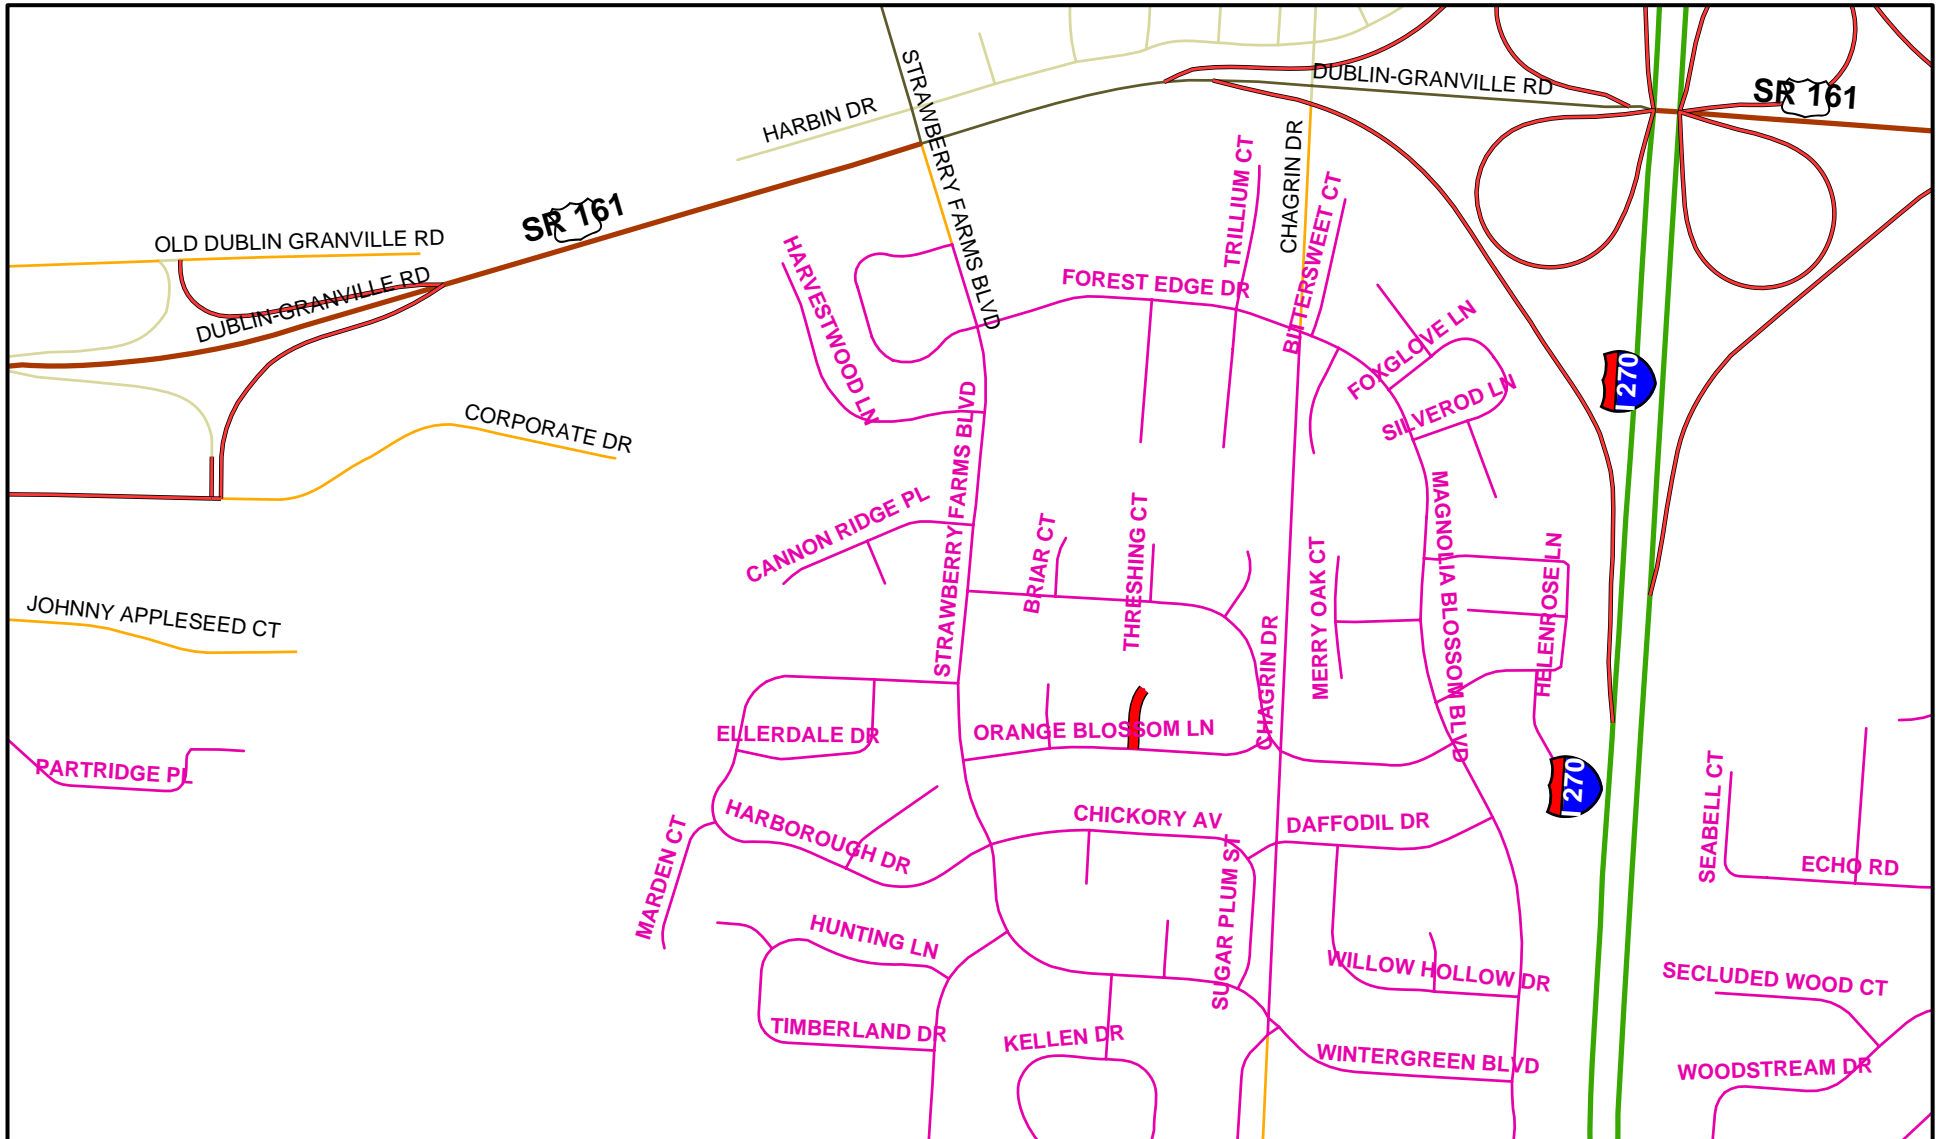 STRAWBERRY FARMS BLVD
HARBIN DR
DUBLIN-GRANVILLE RD
SR 161
SR 161
OLD DUBLIN GRANVILLE RD
DUBLIN-GRANVILLE RD
HARVESTWOOD LN
TRILLIUM CT
CHAGRIN DR
BITTERSWEET CT
FOREST EDGE DR
FOXGLOVE LN
SILVEROD LN
I 270
CORPORATE DR
STRAWBERRY FARMS BLVD
CANNON RIDGE PL
BRIAR CT
THRESHING CT
MERRY OAK CT
MAGNOLIA BLOSSOM BLVD
HELENROSE LN
JOHNNY APPLESEED CT
CHAGRIN DR
ELLERDALE DR
ORANGE BLOSSOM LN
PARTRIDGE PL
I 270
SEABELL CT
HARBOROUGH DR
CHICKORY AV
DAFFODIL DR
MARDEN CT
SUGAR PLUM ST
ECHO RD
HUNTING LN
WILLOW HOLLOW DR
SECLUDED WOOD CT
TIMBERLAND DR
KELLEN DR
WINTERGREEN BLVD
WOODSTREAM DR